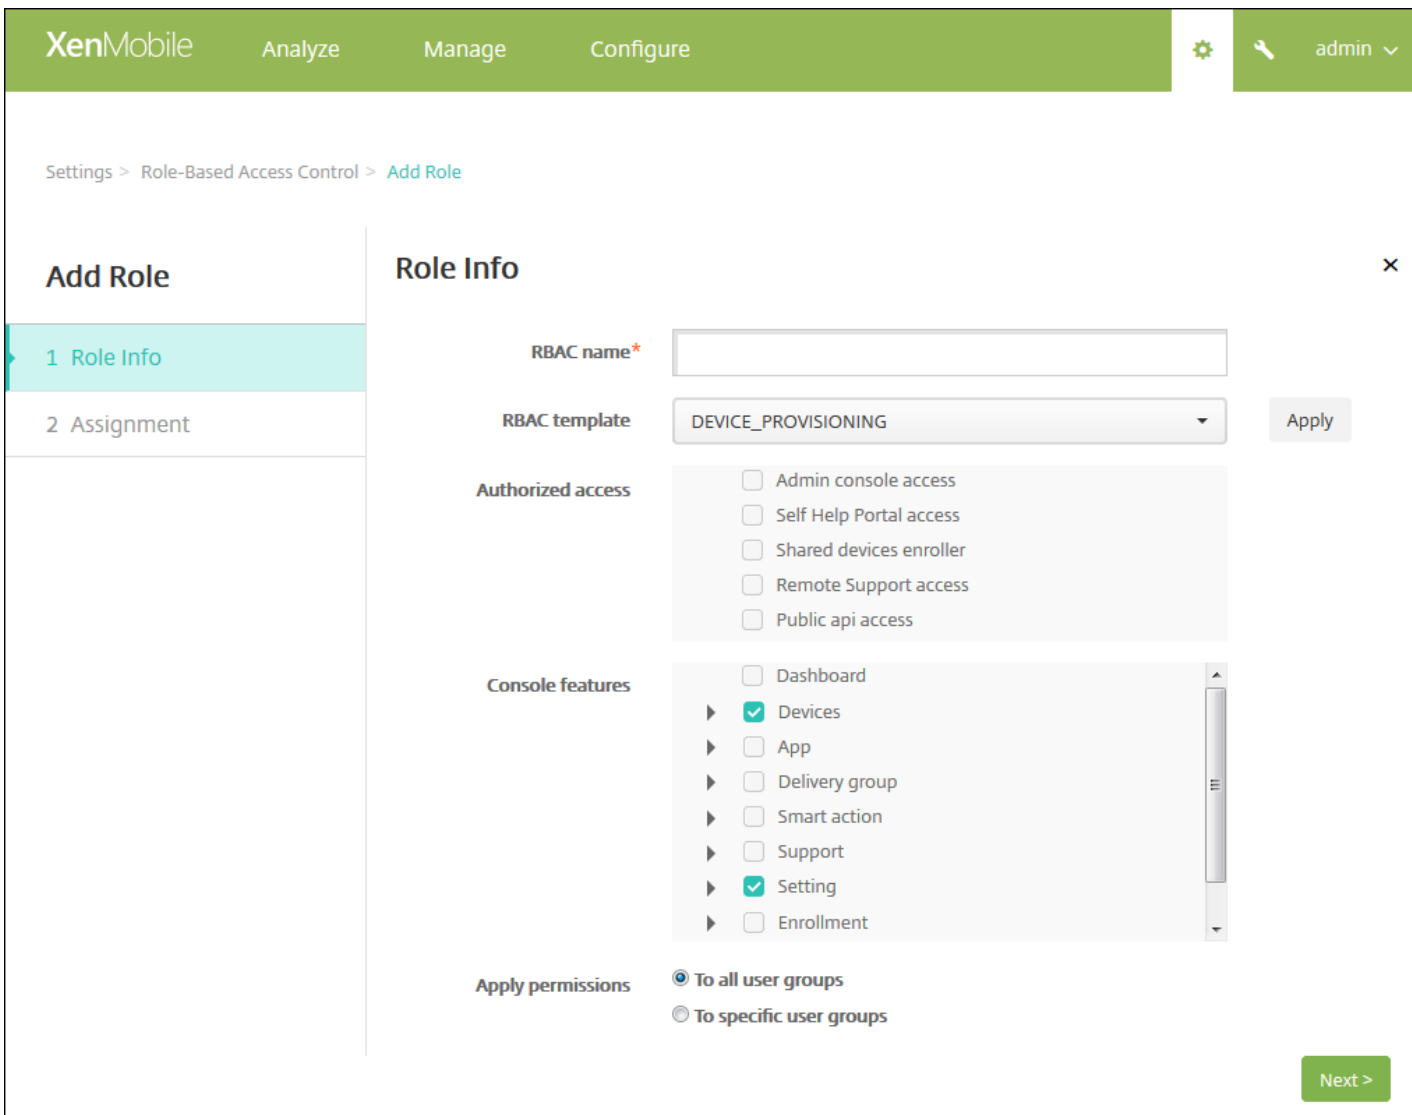 XenMobile Analyze Manage Configure admin
Settings > Role-Based Access Control > Add Role
Add Role
1 Role Info
2 Assignment
Role Info
RBAC name*
RBAC template DEVICE_PROVISIONING Apply
Authorized access
Admin console access
Self Help Portal access
Shared devices enroller
Remote Support access
Public api access
Console features
Dashboard
Devices
App
Delivery group
Smart action
Support
Setting
Enrollment
Apply permissions
To all user groups
To specific user groups
Next >